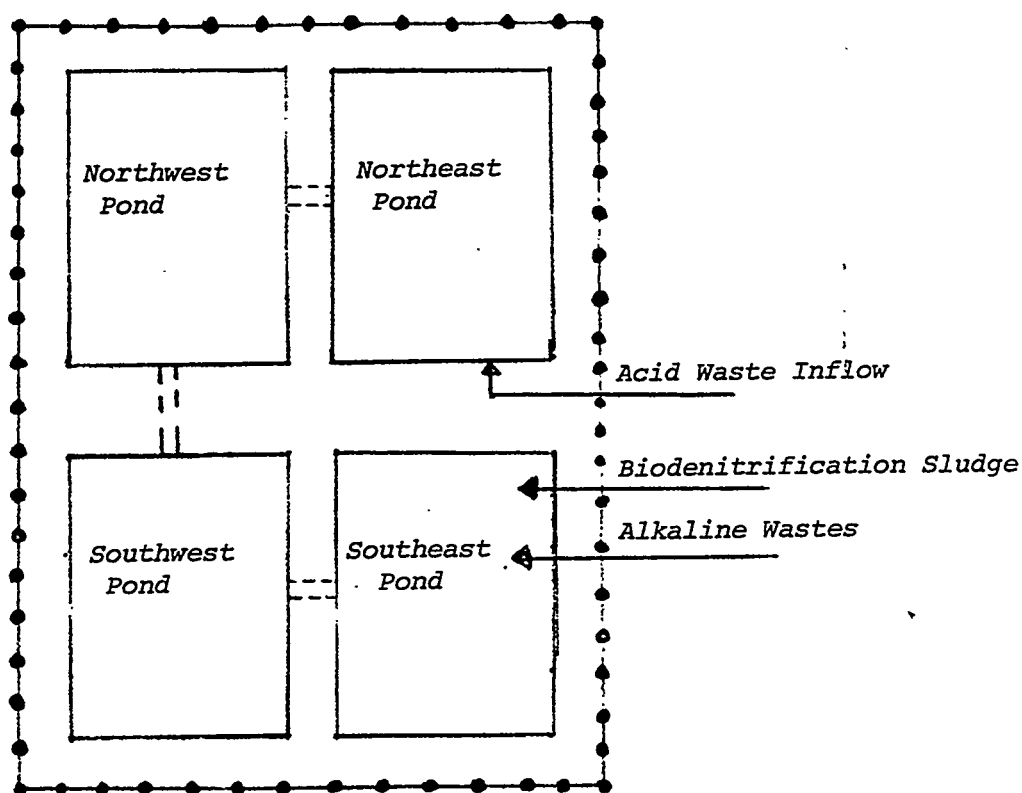 Northwest
Pond
Northeast
Pond
Acid Waste Inflow
Biodenitrification Sludge
Alkaline Wastes
Southwest
Pond
Southeast
Pond